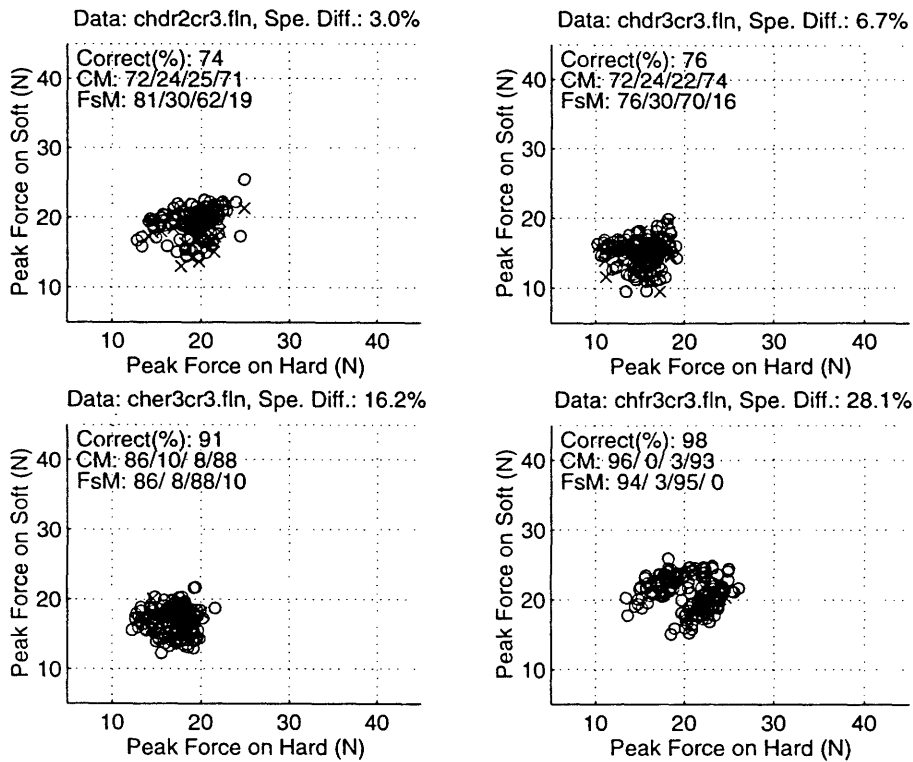 Data: chdr2cr3.fln, Spe. Diff.: 3.0%
Correct(%): 74
CM: 72/24/25/71
FsM: 81/30/62/19
40
30
20
10
Peak Force on Soft (N)
10 20 30 40
Peak Force on Hard (N)
Data: chdr3cr3.fln, Spe. Diff.: 6.7%
Correct(%): 76
CM: 72/24/22/74
FsM: 76/30/70/16
40
30
20
10
Peak Force on Soft (N)
10 20 30 40
Peak Force on Hard (N)
Data: cher3cr3.fln, Spe. Diff.: 16.2%
Correct(%): 91
CM: 86/10/ 8/88
FsM: 86/ 8/88/10
40
30
20
10
Peak Force on Soft (N)
10 20 30 40
Peak Force on Hard (N)
Data: chfr3cr3.fln, Spe. Diff.: 28.1%
Correct(%): 98
CM: 96/ 0/ 3/93
FsM: 94/ 3/95/ 0
40
30
20
10
Peak Force on Soft (N)
10 20 30 40
Peak Force on Hard (N)